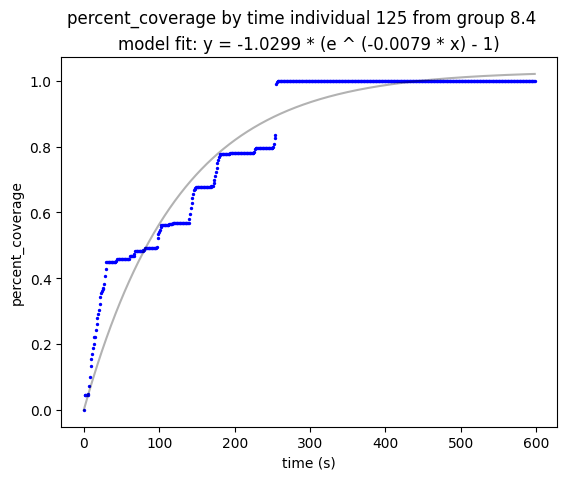 percent_coverage by time individual 125 from group 8.4
model fit: y = -1.0299 * (e ^ (-0.0079 * x) - 1)
1.0
0.8
0.6
0.4
0.2
0.0
percent_coverage
0 100 200 300 400 500 600
time (s)